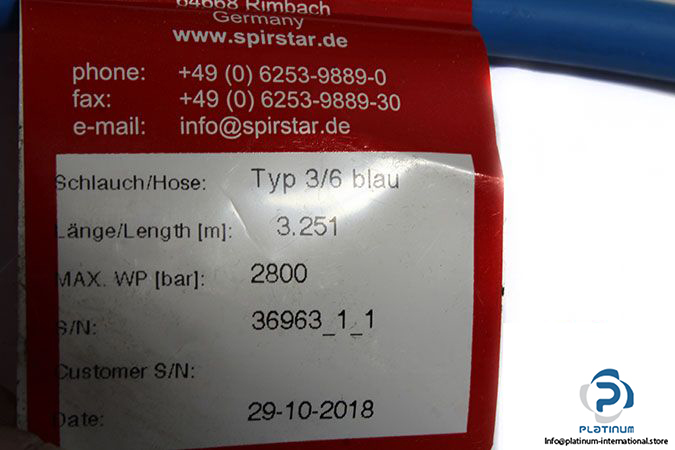 64668 Rimbach
Germany
www.spirstar.de
phone: +49 (0) 6253-9889-0
fax: +49 (0) 6253-9889-30
e-mail: info@spirstar.de
Schlauch/Hose: Typ 3/6 blau
Länge/Length [m]: 3.251
MAX. WP [bar]: 2800
S/N: 36963_1_1
Customer S/N:
Date: 29-10-2018
PLATINUM
Info@platinum-international.store